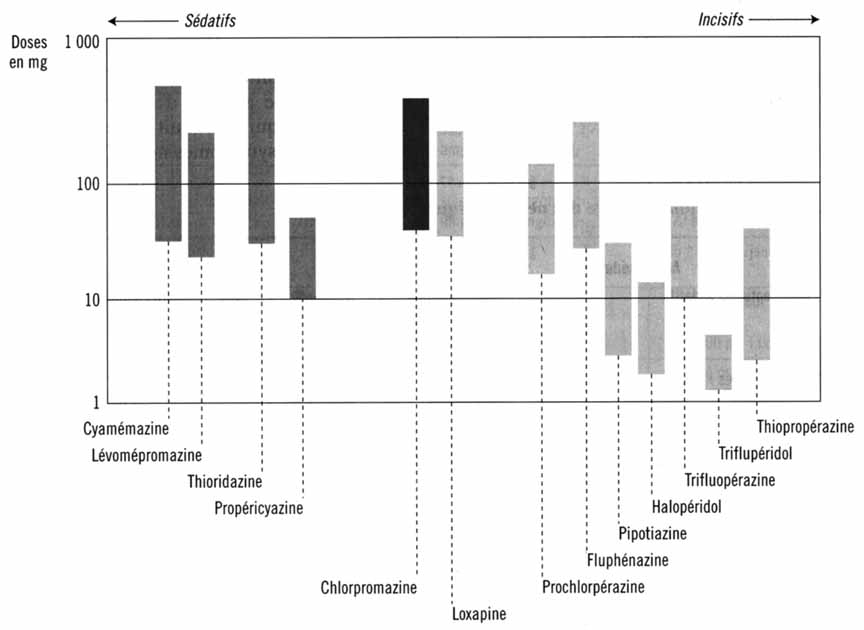 Sédatifs
Incisifs
Doses
en mg
1 000
100
10
1
Cyamémazine
Lévomépromazine
Thioridazine
Propéricyazine
Chlorpromazine
Loxapine
Prochlorpérazine
Fluphénazine
Pipotiazine
Halopéridol
Trifluopérazine
Triflupéridol
Thiopropérazine